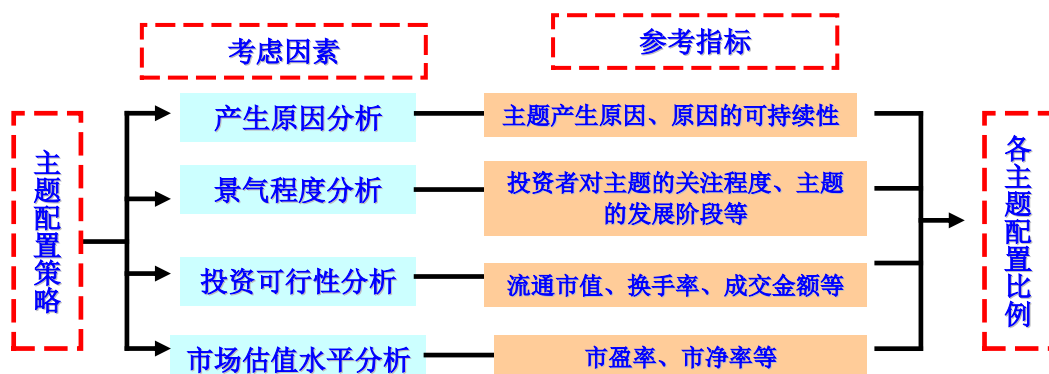 考虑因素
参考指标
主题配置策略
产生原因分析
主题产生原因、原因的可持续性
景气程度分析
投资者对主题的关注程度、主题
的发展阶段等
投资可行性分析
流通市值、换手率、成交金额等
市场估值水平分析
市盈率、市净率等
各主题配置比例